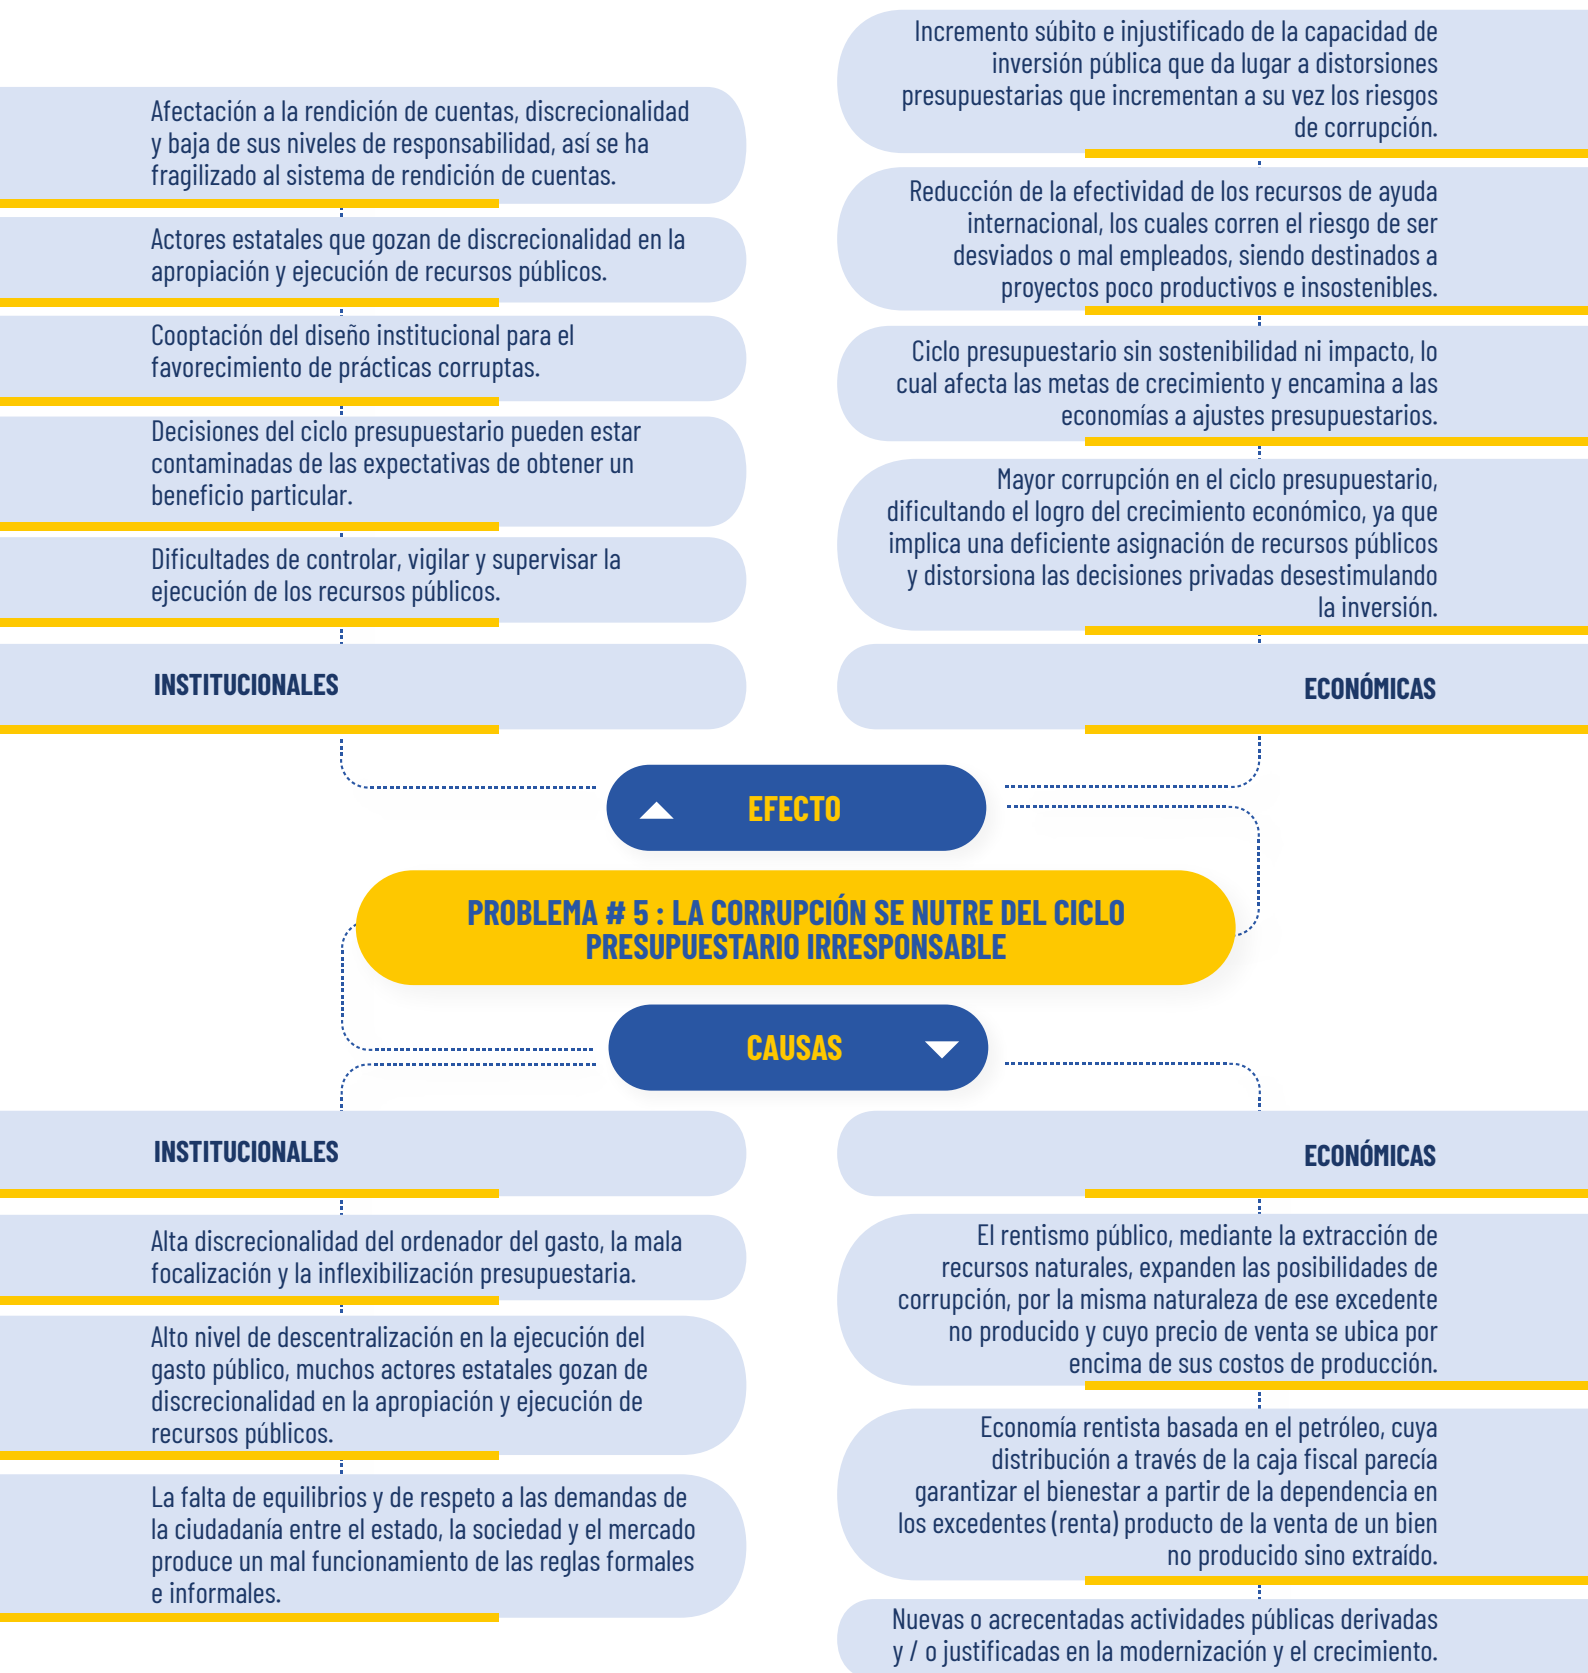 Afectación a la rendición de cuentas, discrecionalidad
y baja de sus niveles de responsabilidad, así se ha
fragilizado al sistema de rendición de cuentas.
Actores estatales que gozan de discrecionalidad en la
apropiación y ejecución de recursos públicos.
Cooptación del diseño institucional para el
favorecimiento de prácticas corruptas.
Decisiones del ciclo presupuestario pueden estar
contaminadas de las expectativas de obtener un
beneficio particular.
Dificultades de controlar, vigilar y supervisar la
ejecución de los recursos públicos.
INSTITUCIONALES
Incremento súbito e injustificado de la capacidad de
inversión pública que da lugar a distorsiones
presupuestarias que incrementan a su vez los riesgos
de corrupción.
Reducción de la efectividad de los recursos de ayuda
internacional, los cuales corren el riesgo de ser
desviados o mal empleados, siendo destinados a
proyectos poco productivos e insostenibles.
Ciclo presupuestario sin sostenibilidad ni impacto, lo
cual afecta las metas de crecimiento y encamina a las
economías a ajustes presupuestarios.
Mayor corrupción en el ciclo presupuestario,
dificultando el logro del crecimiento económico, ya que
implica una deficiente asignación de recursos públicos
y distorsiona las decisiones privadas desestimulando
la inversión.
ECONÓMICAS
EFECTO
PROBLEMA # 5 : LA CORRUPCIÓN SE NUTRE DEL CICLO
PRESUPUESTARIO IRRESPONSABLE
CAUSAS
INSTITUCIONALES
Alta discrecionalidad del ordenador del gasto, la mala
focalización y la inflexibilización presupuestaria.
Alto nivel de descentralización en la ejecución del
gasto público, muchos actores estatales gozan de
discrecionalidad en la apropiación y ejecución de
recursos públicos.
La falta de equilibrios y de respeto a las demandas de
la ciudadanía entre el estado, la sociedad y el mercado
produce un mal funcionamiento de las reglas formales
e informales.
ECONÓMICAS
El rentismo público, mediante la extracción de
recursos naturales, expanden las posibilidades de
corrupción, por la misma naturaleza de ese excedente
no producido y cuyo precio de venta se ubica por
encima de sus costos de producción.
Economía rentista basada en el petróleo, cuya
distribución a través de la caja fiscal parecía
garantizar el bienestar a partir de la dependencia en
los excedentes (renta) producto de la venta de un bien
no producido sino extraído.
Nuevas o acrecentadas actividades públicas derivadas
y / o justificadas en la modernización y el crecimiento.